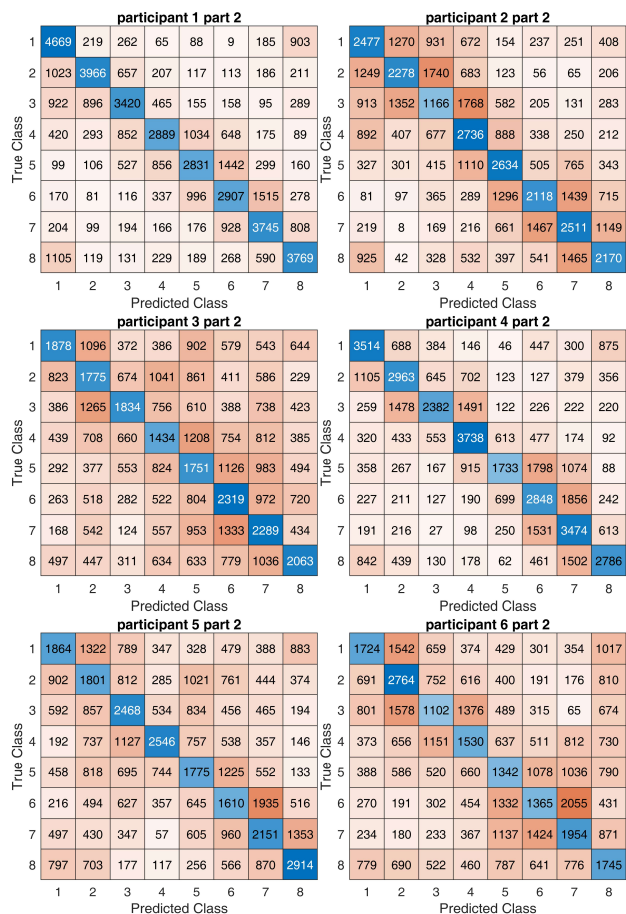 participant 1 part 2
1 4669 219 262 65 88 9 185 903
2 1023 3966 657 207 117 113 186 211
3 922 896 3420 465 155 158 95 289
4 420 293 852 2889 1034 648 175 89
5 99 106 527 856 2831 1442 299 160
6 170 81 116 337 996 2907 1515 278
7 204 99 194 166 176 928 3745 808
8 1105 119 131 229 189 268 590 3769
1 2 3 4 5 6 7 8
Predicted Class
True Class
participant 2 part 2
1 2477 1270 931 672 154 237 251 408
2 1249 2278 1740 683 123 56 65 206
3 913 1352 1166 1768 582 205 131 283
4 892 407 677 2736 888 338 250 212
5 327 301 415 1110 2634 505 765 343
6 81 97 365 289 1296 2118 1439 715
7 219 8 169 216 661 1467 2511 1149
8 925 42 328 532 397 541 1465 2170
1 2 3 4 5 6 7 8
Predicted Class
True Class
participant 3 part 2
1 1878 1096 372 386 902 579 543 644
2 823 1775 674 1041 861 411 586 229
3 386 1265 1834 756 610 388 738 423
4 439 708 660 1434 1208 754 812 385
5 292 377 553 824 1751 1126 983 494
6 263 518 282 522 804 2319 972 720
7 168 542 124 557 953 1333 2289 434
8 497 447 311 634 633 779 1036 2063
1 2 3 4 5 6 7 8
Predicted Class
True Class
participant 4 part 2
1 3514 688 384 146 46 447 300 875
2 1105 2963 645 702 123 127 379 356
3 259 1478 2382 1491 122 226 222 220
4 320 433 553 3738 613 477 174 92
5 358 267 167 915 1733 1798 1074 88
6 227 211 127 190 699 2848 1856 242
7 191 216 27 98 250 1531 3474 613
8 842 439 130 178 62 461 1502 2786
1 2 3 4 5 6 7 8
Predicted Class
True Class
participant 5 part 2
1 1864 1322 789 347 328 479 388 883
2 902 1801 812 285 1021 761 444 374
3 592 857 2468 534 834 456 465 194
4 192 737 1127 2546 757 538 357 146
5 458 818 695 744 1775 1225 552 133
6 216 494 627 357 645 1610 1935 516
7 497 430 347 57 605 960 2151 1353
8 797 703 177 117 256 566 870 2914
1 2 3 4 5 6 7 8
Predicted Class
True Class
participant 6 part 2
1 1724 1542 659 374 429 301 354 1017
2 691 2764 752 616 400 191 176 810
3 801 1578 1102 1376 489 315 65 674
4 373 656 1151 1530 637 511 812 730
5 388 586 520 660 1342 1078 1036 790
6 270 191 302 454 1332 1365 2055 431
7 234 180 233 367 1137 1424 1954 871
8 779 690 522 460 787 641 776 1745
1 2 3 4 5 6 7 8
Predicted Class
True Class